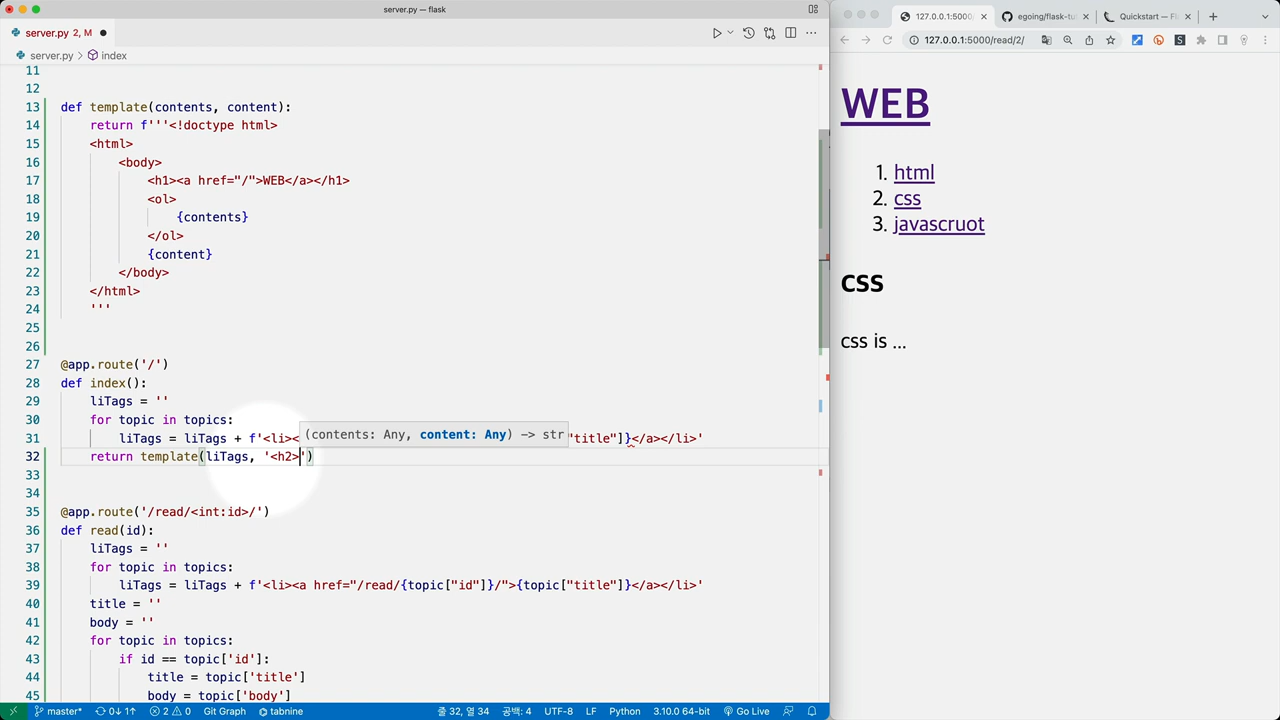 server.py — flask
server.py 2, M
server.py > index
11
12
13 def template(contents, content):
14 return f'''<!doctype html>
15 <html>
16 <body>
17 <h1><a href="/">WEB</a></h1>
18 <ol>
19 {contents}
20 </ol>
21 {content}
22 </body>
23 </html>
24 '''
25
26
27 @app.route('/')
28 def index():
29 liTags = ''
30 for topic in topics:
(contents: Any, content: Any) -> str
31 liTags = liTags + f'<li>< "title"]}</a></li>'
32 return template(liTags, '<h2>')
33
34
35 @app.route('/read/<int:id>/')
36 def read(id):
37 liTags = ''
38 for topic in topics:
39 liTags = liTags + f'<li><a href="/read/{topic["id"]}/">{topic["title"]}</a></li>'
40 title = ''
41 body = ''
42 for topic in topics:
43 if id == topic['id']:
44 title = topic['title']
45 body = topic['body']
master* 0↓ 1↑ 2 0 Git Graph tabnine 줄 32, 열 34 공백: 4 UTF-8 LF Python 3.10.0 64-bit Go Live
127.0.0.1:5000/ egoing/flask-tu Quickstart — Fl
127.0.0.1:5000/read/2/
WEB
1. html
2. css
3. javascruot
css
css is ...